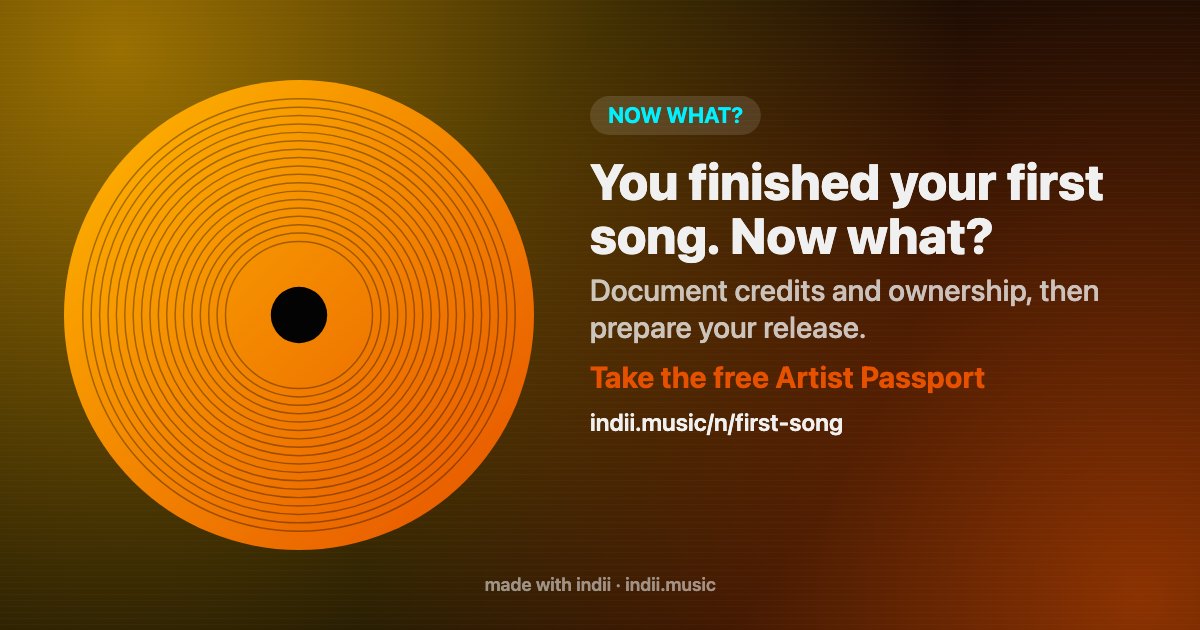 NOW WHAT?
You finished your first
song. Now what?
Document credits and ownership, then
prepare your release.
Take the free Artist Passport
indii.music/n/first-song
made with indii · indii.music